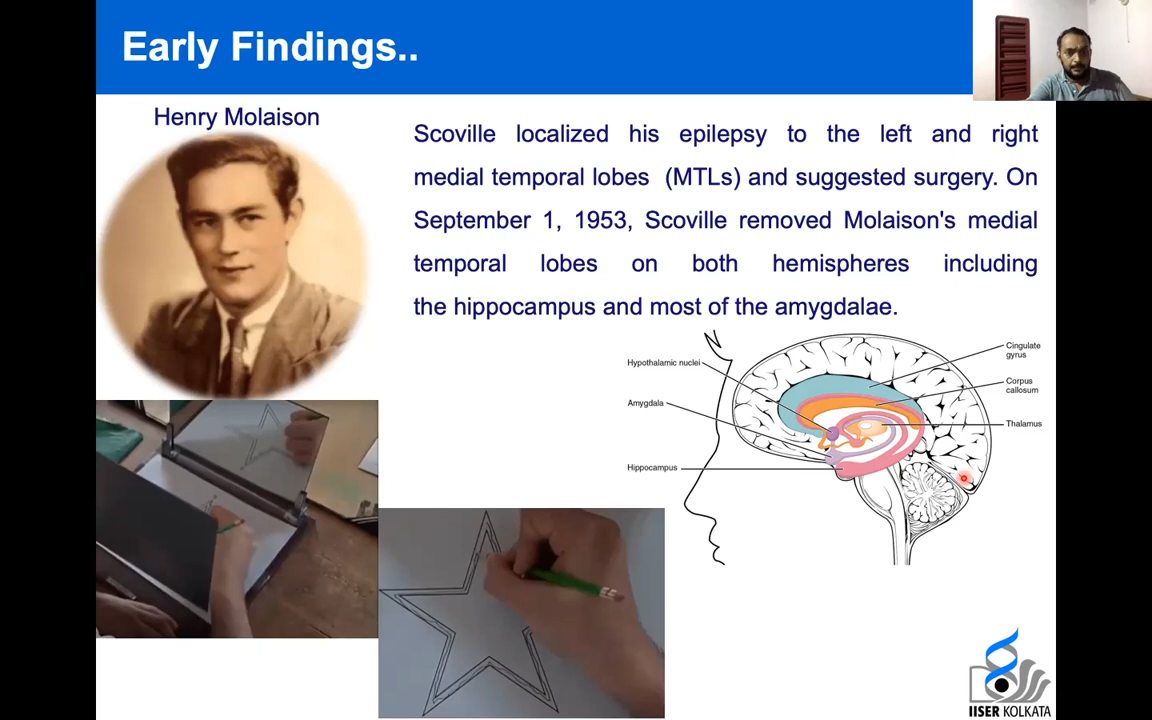 Early Findings..
Henry Molaison
Scoville localized his epilepsy to the left and right
medial temporal lobes (MTLs) and suggested surgery. On
September 1, 1953, Scoville removed Molaison's medial
temporal lobes on both hemispheres including
the hippocampus and most of the amygdalae.
Cingulate
gyrus
Hypothalamic nuclei
Corpus
callosum
Amygdala
Thalamus
Hippocampus
IISER KOLKATA